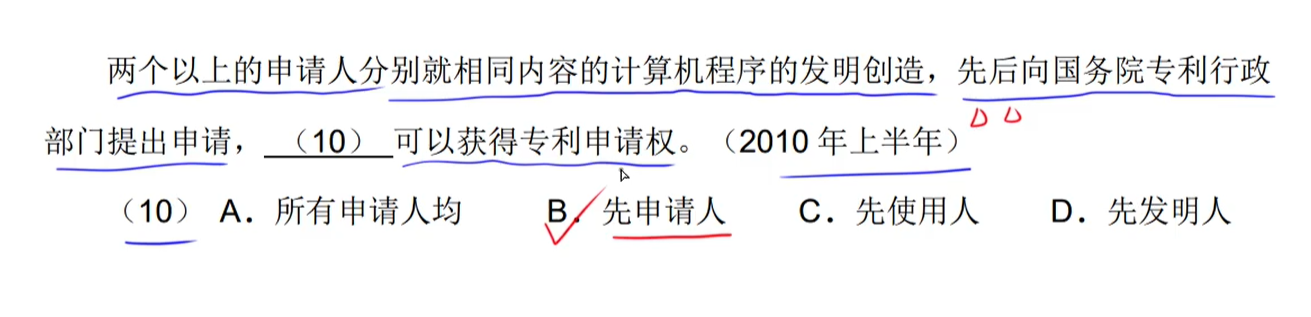 两个以上的申请人分别就相同内容的计算机程序的发明创造，先后向国务院专利行政
部门提出申请，（10）可以获得专利申请权。（2010 年上半年）
（10） A．所有申请人均 B．先申请人 C．先使用人 D．先发明人